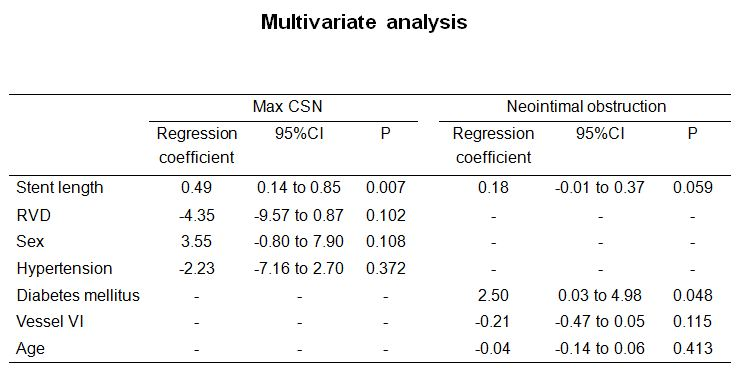 Multivariate analysis
Max CSN Neointimal obstruction
Regression coefficient 95%CI P Regression coefficient 95%CI P
Stent length 0.49 0.14 to 0.85 0.007 0.18 -0.01 to 0.37 0.059
RVD -4.35 -9.57 to 0.87 0.102 - - -
Sex 3.55 -0.80 to 7.90 0.108 - - -
Hypertension -2.23 -7.16 to 2.70 0.372 - - -
Diabetes mellitus - - - 2.50 0.03 to 4.98 0.048
Vessel VI - - - -0.21 -0.47 to 0.05 0.115
Age - - - -0.04 -0.14 to 0.06 0.413